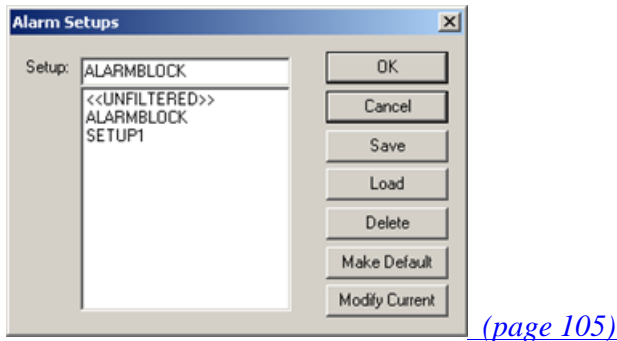 Alarm Setups
Setup:
ALARMBLOCK
<<UNFILTERED>>
ALARMBLOCK
SETUP1
OK
Cancel
Save
Load
Delete
Make Default
Modify Current
(page 105)